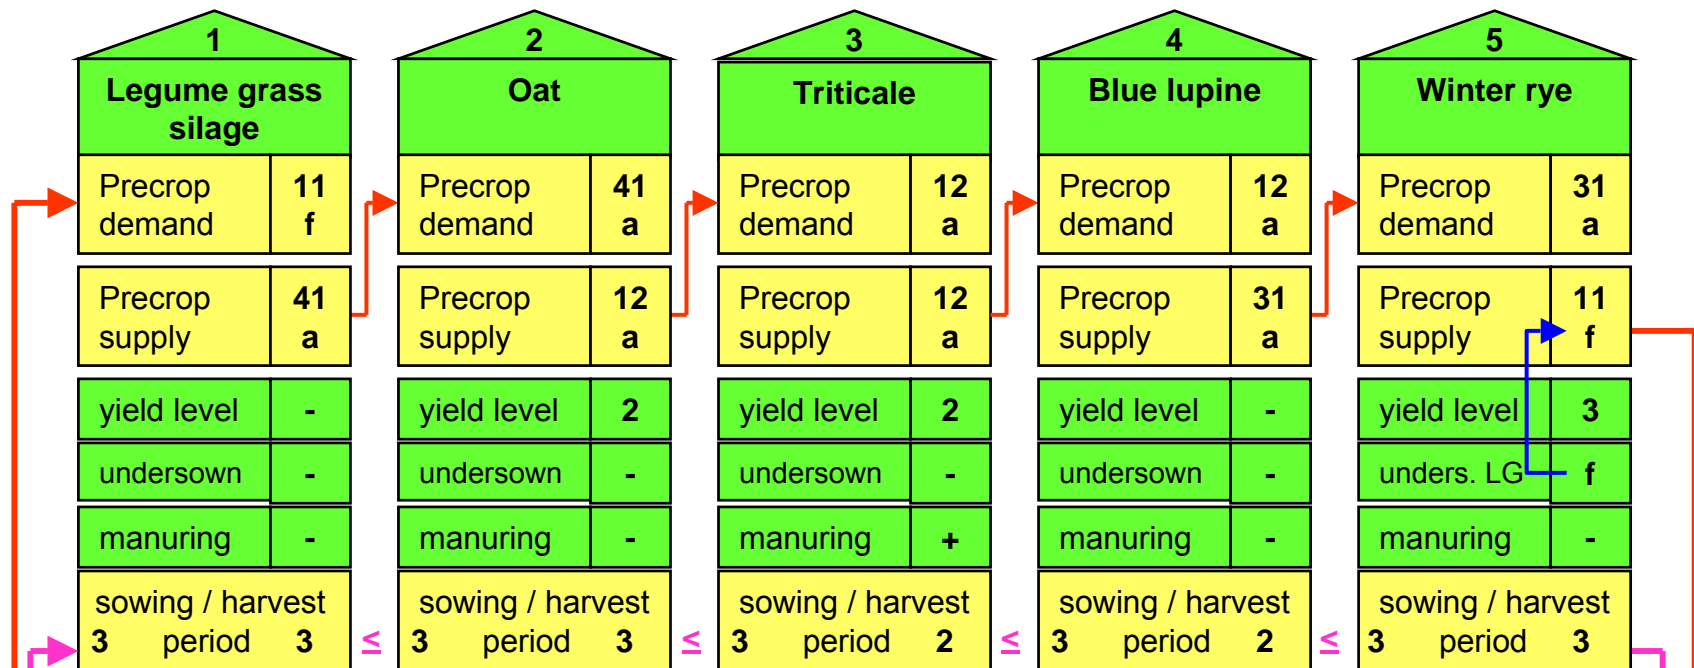 1 2 3 4 5
Legume grass silage Oat Triticale Blue lupine Winter rye
Precrop demand 11 f Precrop demand 41 a Precrop demand 12 a Precrop demand 12 a Precrop demand 31 a
Precrop supply 41 a Precrop supply 12 a Precrop supply 12 a Precrop supply 31 a Precrop supply 11 f
yield level - yield level 2 yield level 2 yield level - yield level 3
undersown - undersown - undersown - undersown - unders. LG f
manuring - manuring - manuring + manuring - manuring -
sowing / harvest sowing / harvest sowing / harvest sowing / harvest sowing / harvest
3 period 3 ≤ 3 period 3 ≤ 3 period 2 ≤ 3 period 2 ≤ 3 period 3